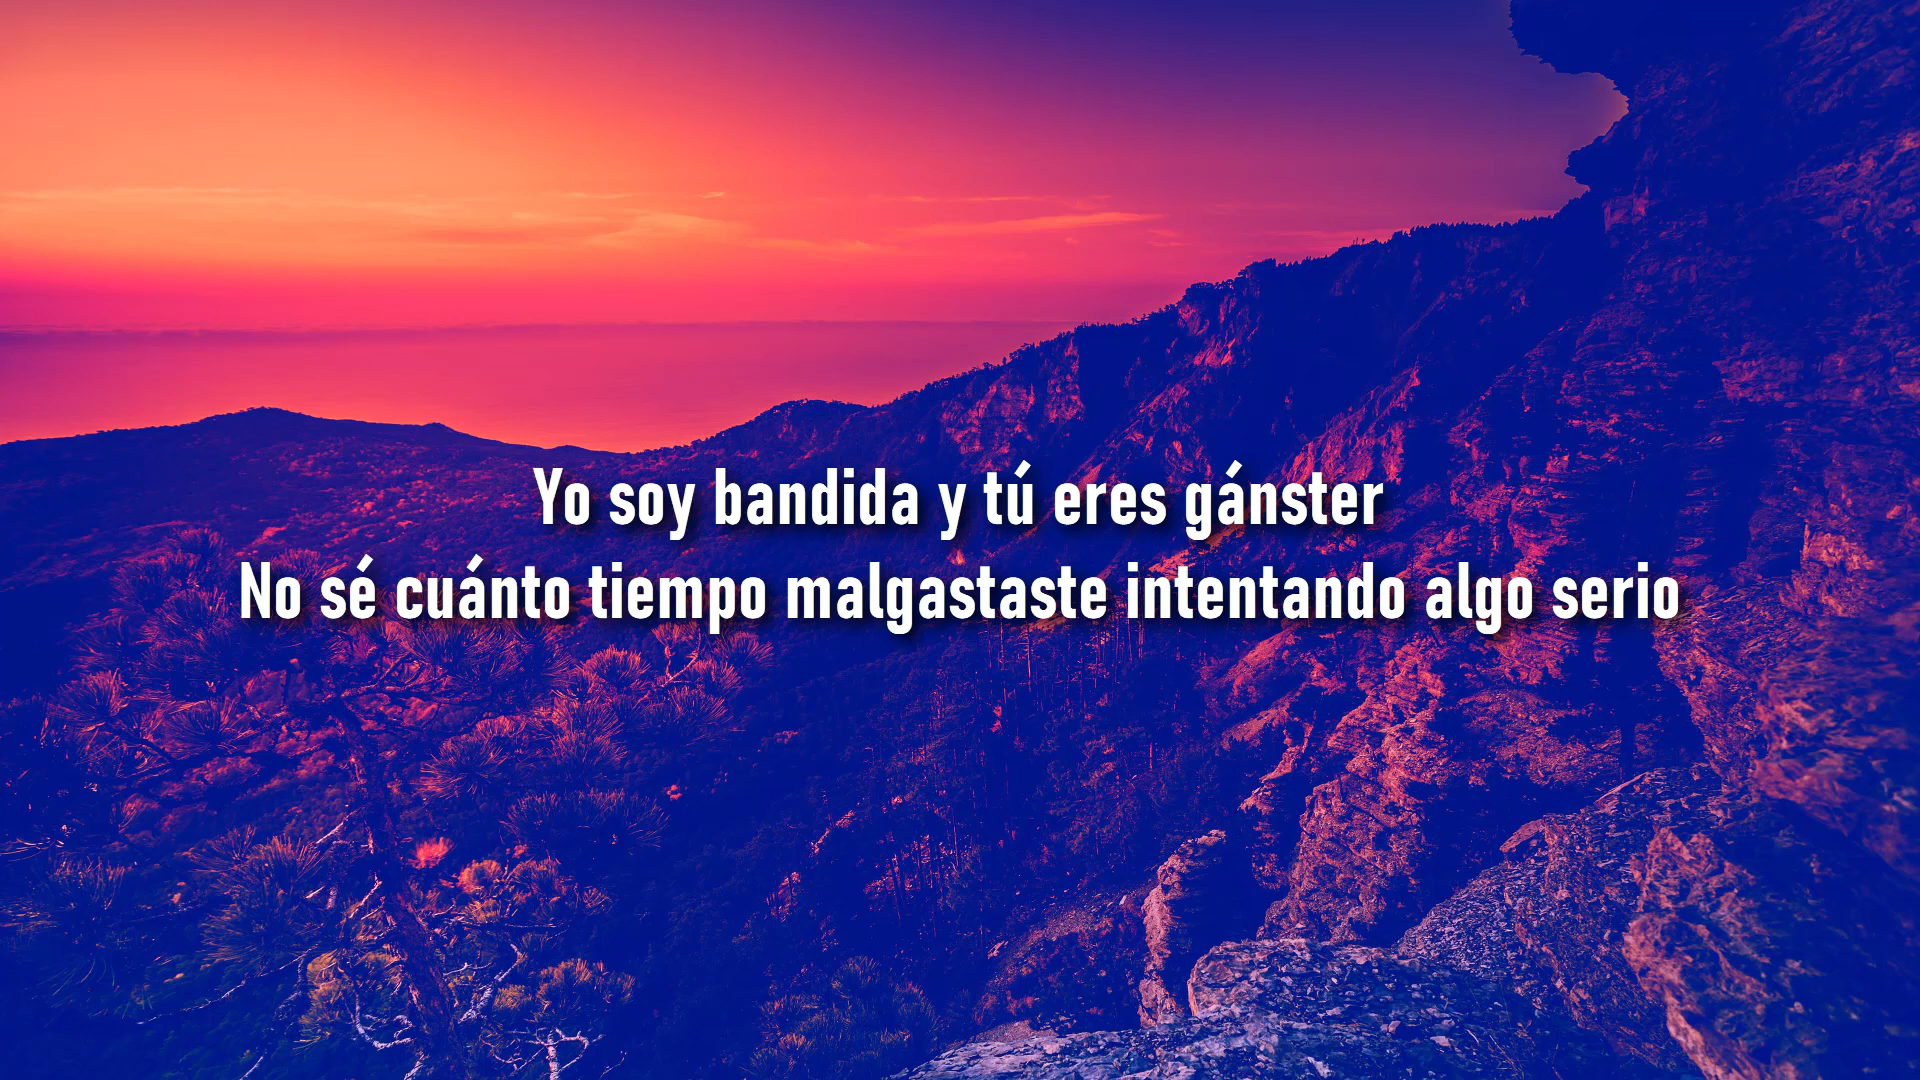 Yo soy bandida y tú eres gánster
No sé cuánto tiempo malgastaste intentando algo serio